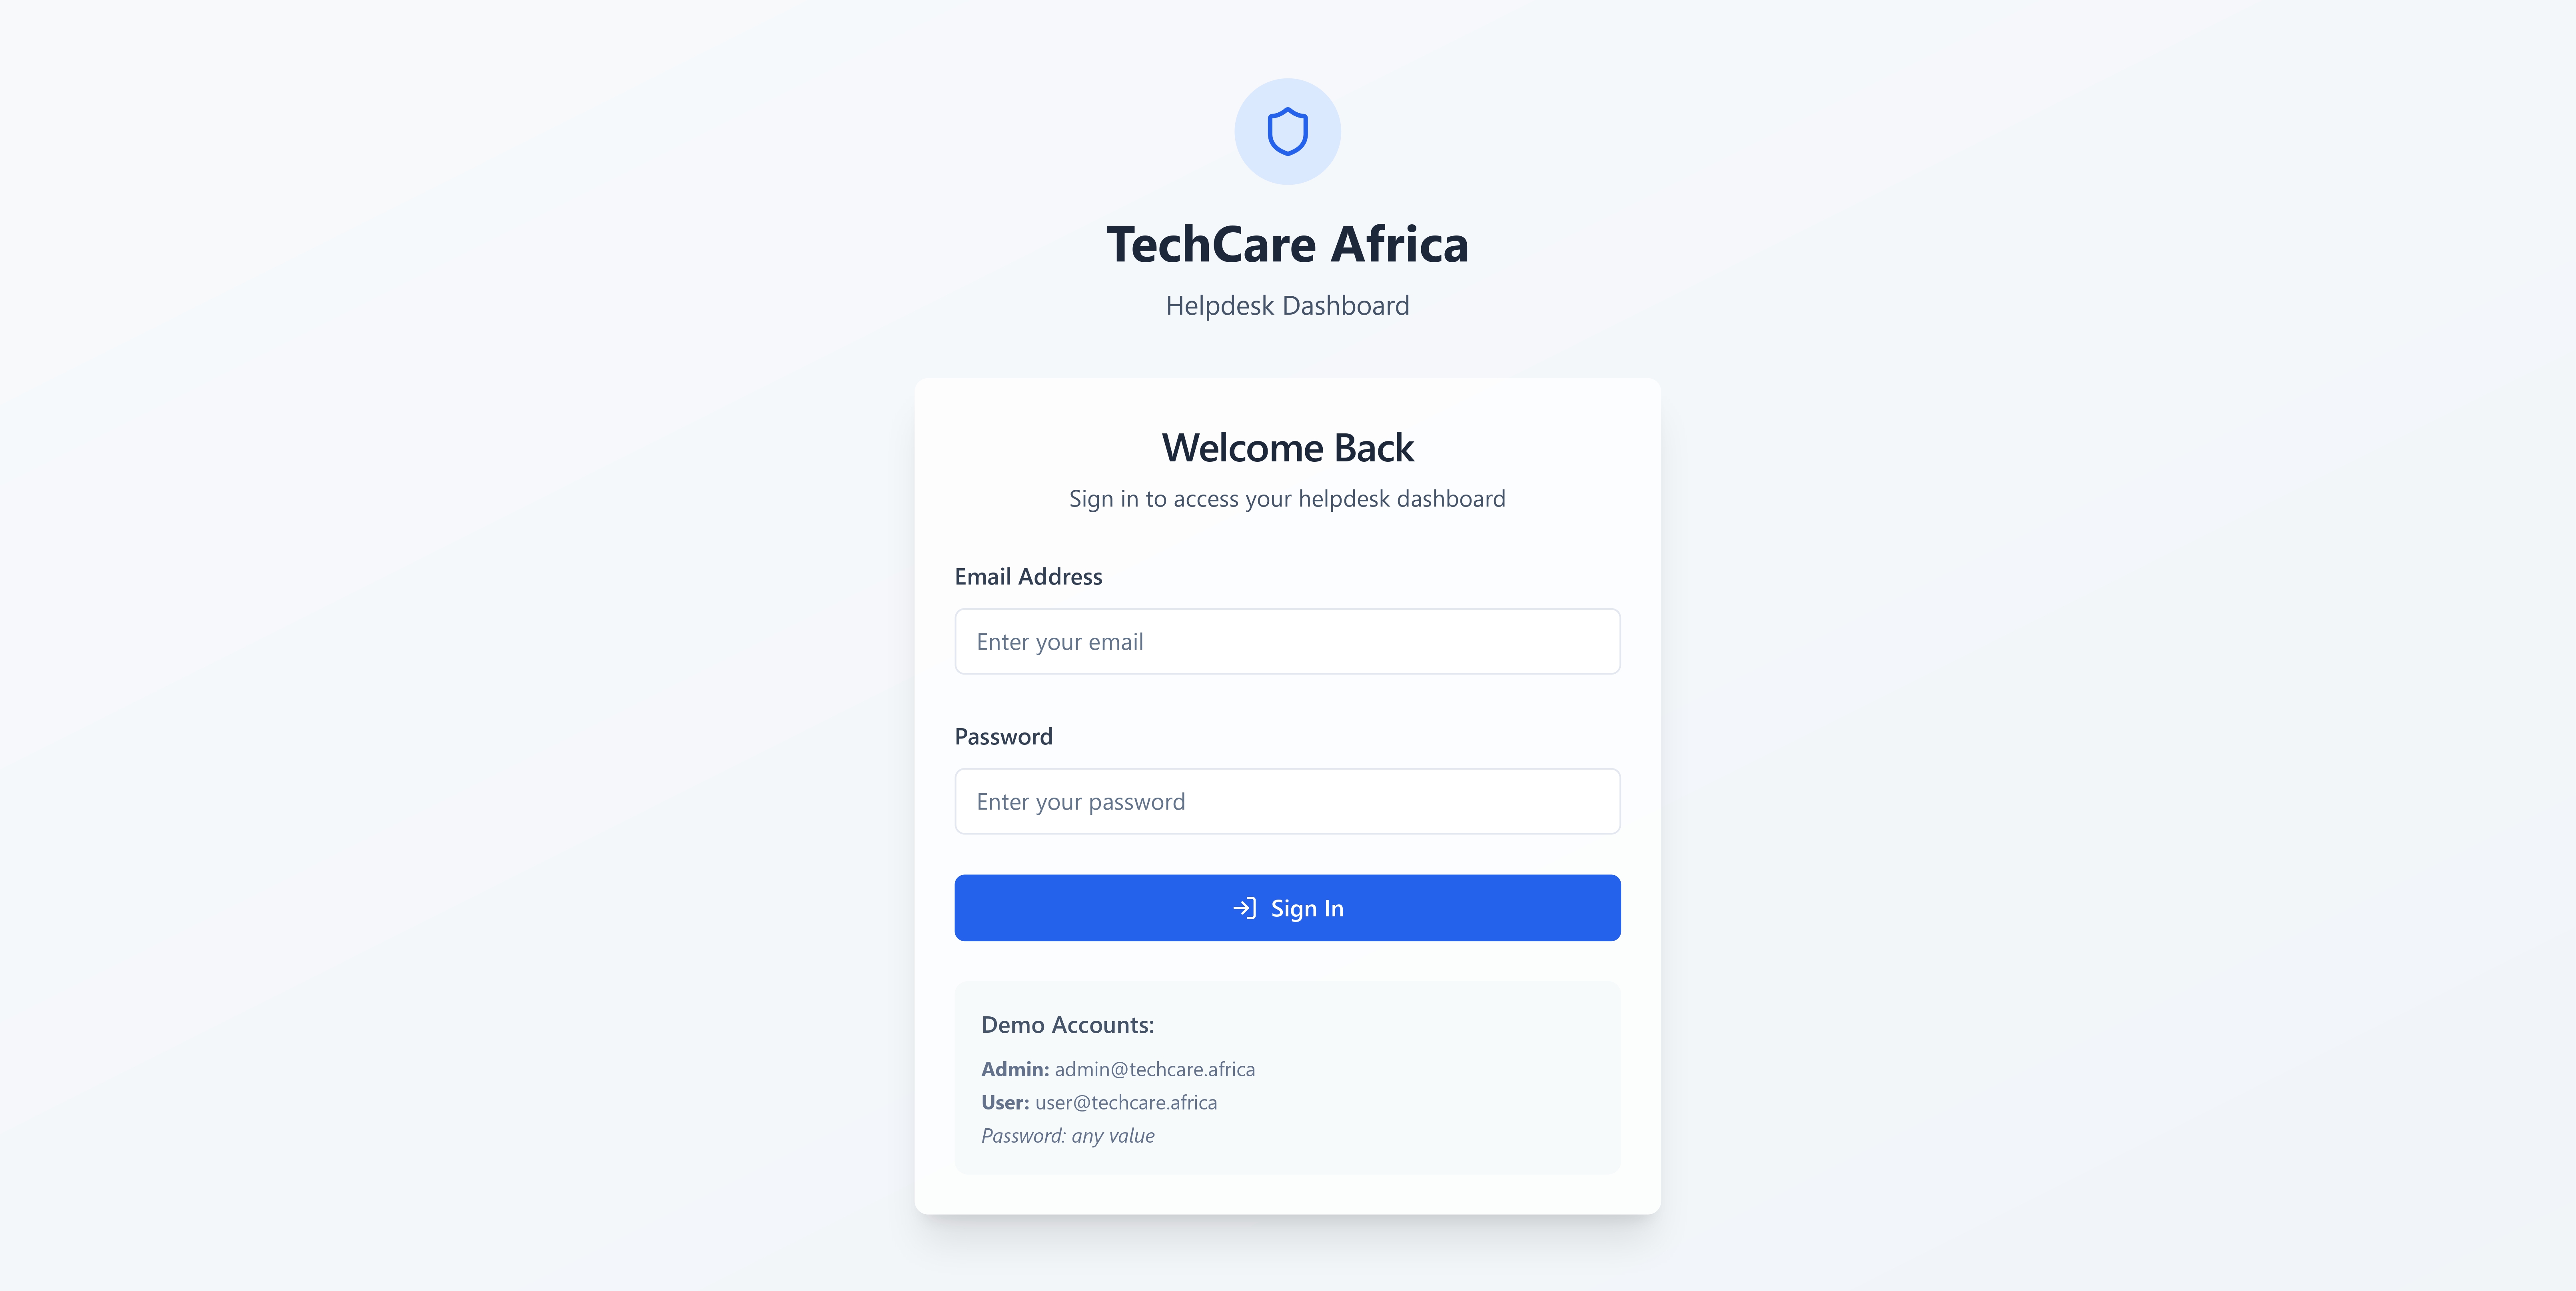 TechCare Africa
Helpdesk Dashboard
Welcome Back
Sign in to access your helpdesk dashboard
Email Address
Enter your email
Password
Enter your password
Sign In
Demo Accounts:
Admin: admin@techcare.africa
User: user@techcare.africa
Password: any value